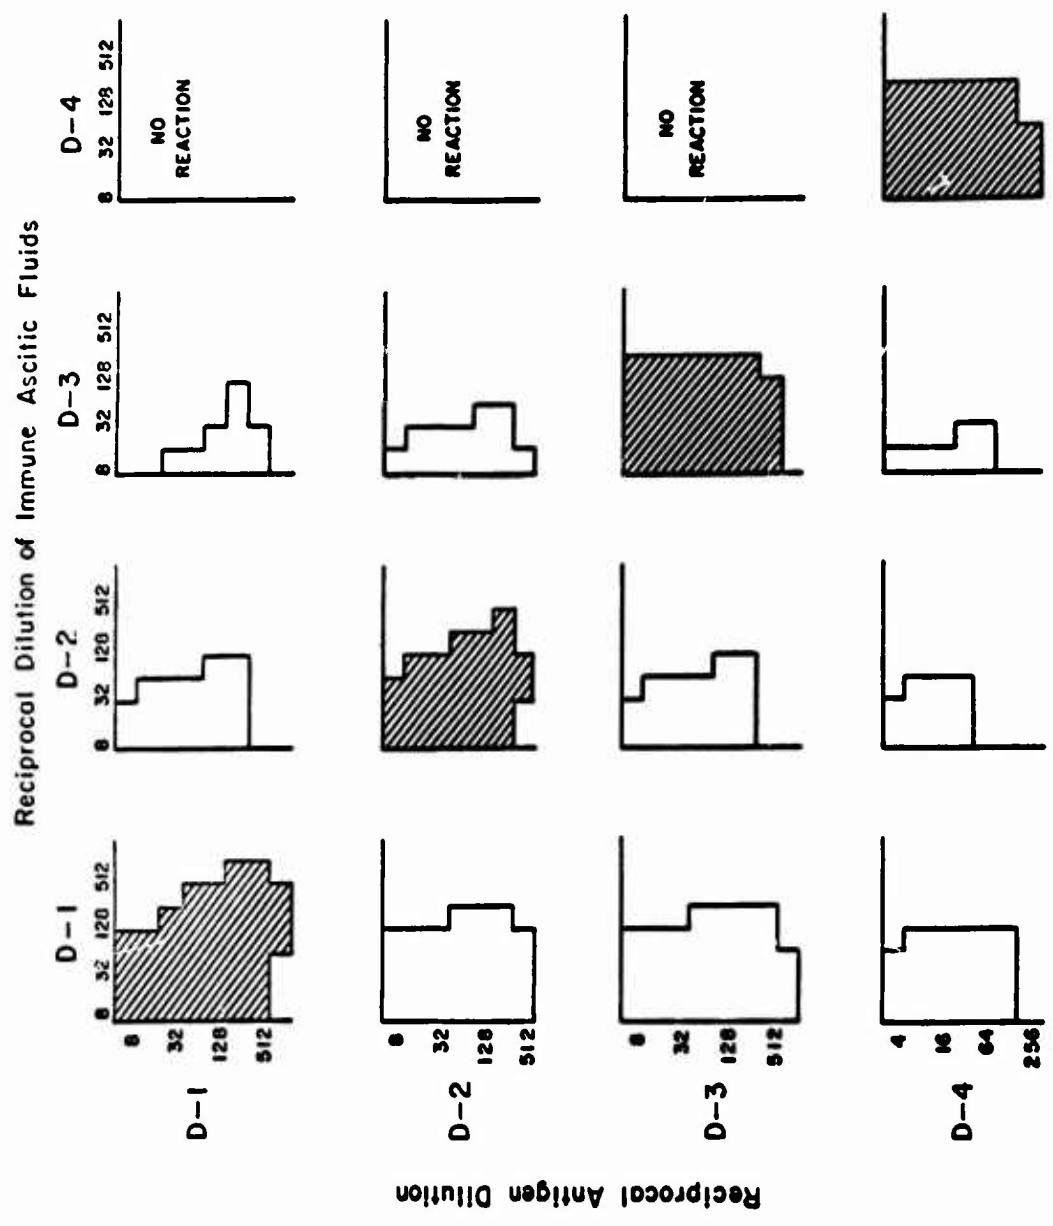 Reciprocal Dilution of Immune Ascitic Fluids
D-1 D-2 D-3 D-4
8 32 128 512 8 32 128 512 8 32 128 512 8 32 128 512
Reciprocal Antigen Dilution
D-1
8
32
128
512
NO
REACTION
D-2
8
32
128
512
NO
REACTION
D-3
8
32
128
512
NO
REACTION
D-4
4
16
64
256